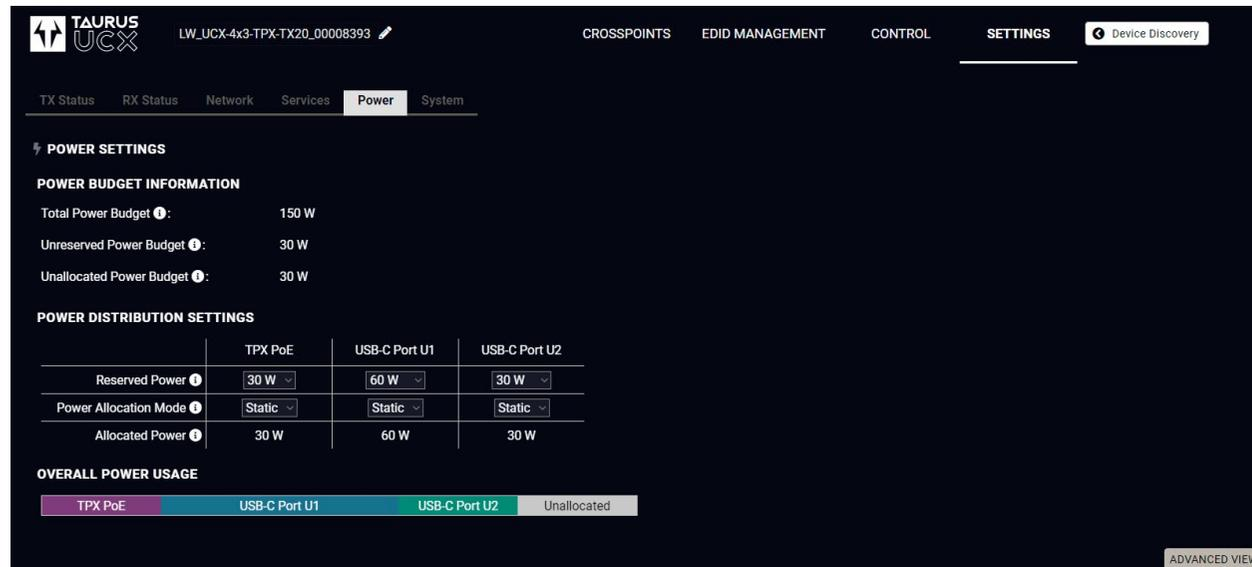 TAURUS
UCX
LW_UCX-4x3-TPX-TX20_00008393
CROSSPOINTS EDID MANAGEMENT CONTROL SETTINGS Device Discovery
TX Status RX Status Network Services Power System
POWER SETTINGS
POWER BUDGET INFORMATION
Total Power Budget : 150 W
Unreserved Power Budget : 30 W
Unallocated Power Budget : 30 W
POWER DISTRIBUTION SETTINGS
TPX PoE USB-C Port U1 USB-C Port U2
Reserved Power 30 W 60 W 30 W
Power Allocation Mode Static Static Static
Allocated Power 30 W 60 W 30 W
OVERALL POWER USAGE
TPX PoE USB-C Port U1 USB-C Port U2 Unallocated
ADVANCED VIEW